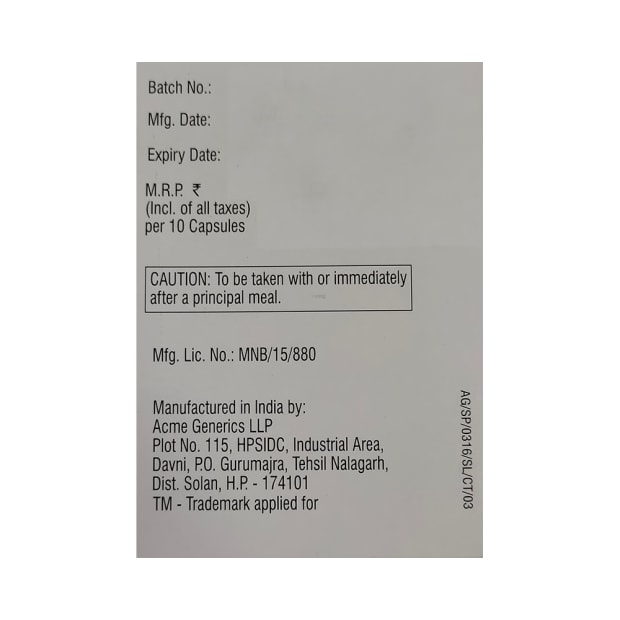 Batch No.:
Mfg. Date:
Expiry Date:
M.R.P. ₹
(Incl. of all taxes)
per 10 Capsules
CAUTION: To be taken with or immediately
after a principal meal.
Mfg. Lic. No.: MNB/15/880
Manufactured in India by:
Acme Generics LLP
Plot No. 115, HPSIDC, Industrial Area,
Davni, P.O. Gurumajra, Tehsil Nalagarh,
Dist. Solan, H.P. - 174101
TM - Trademark applied for
AG/SP/0316/SL/CT/03